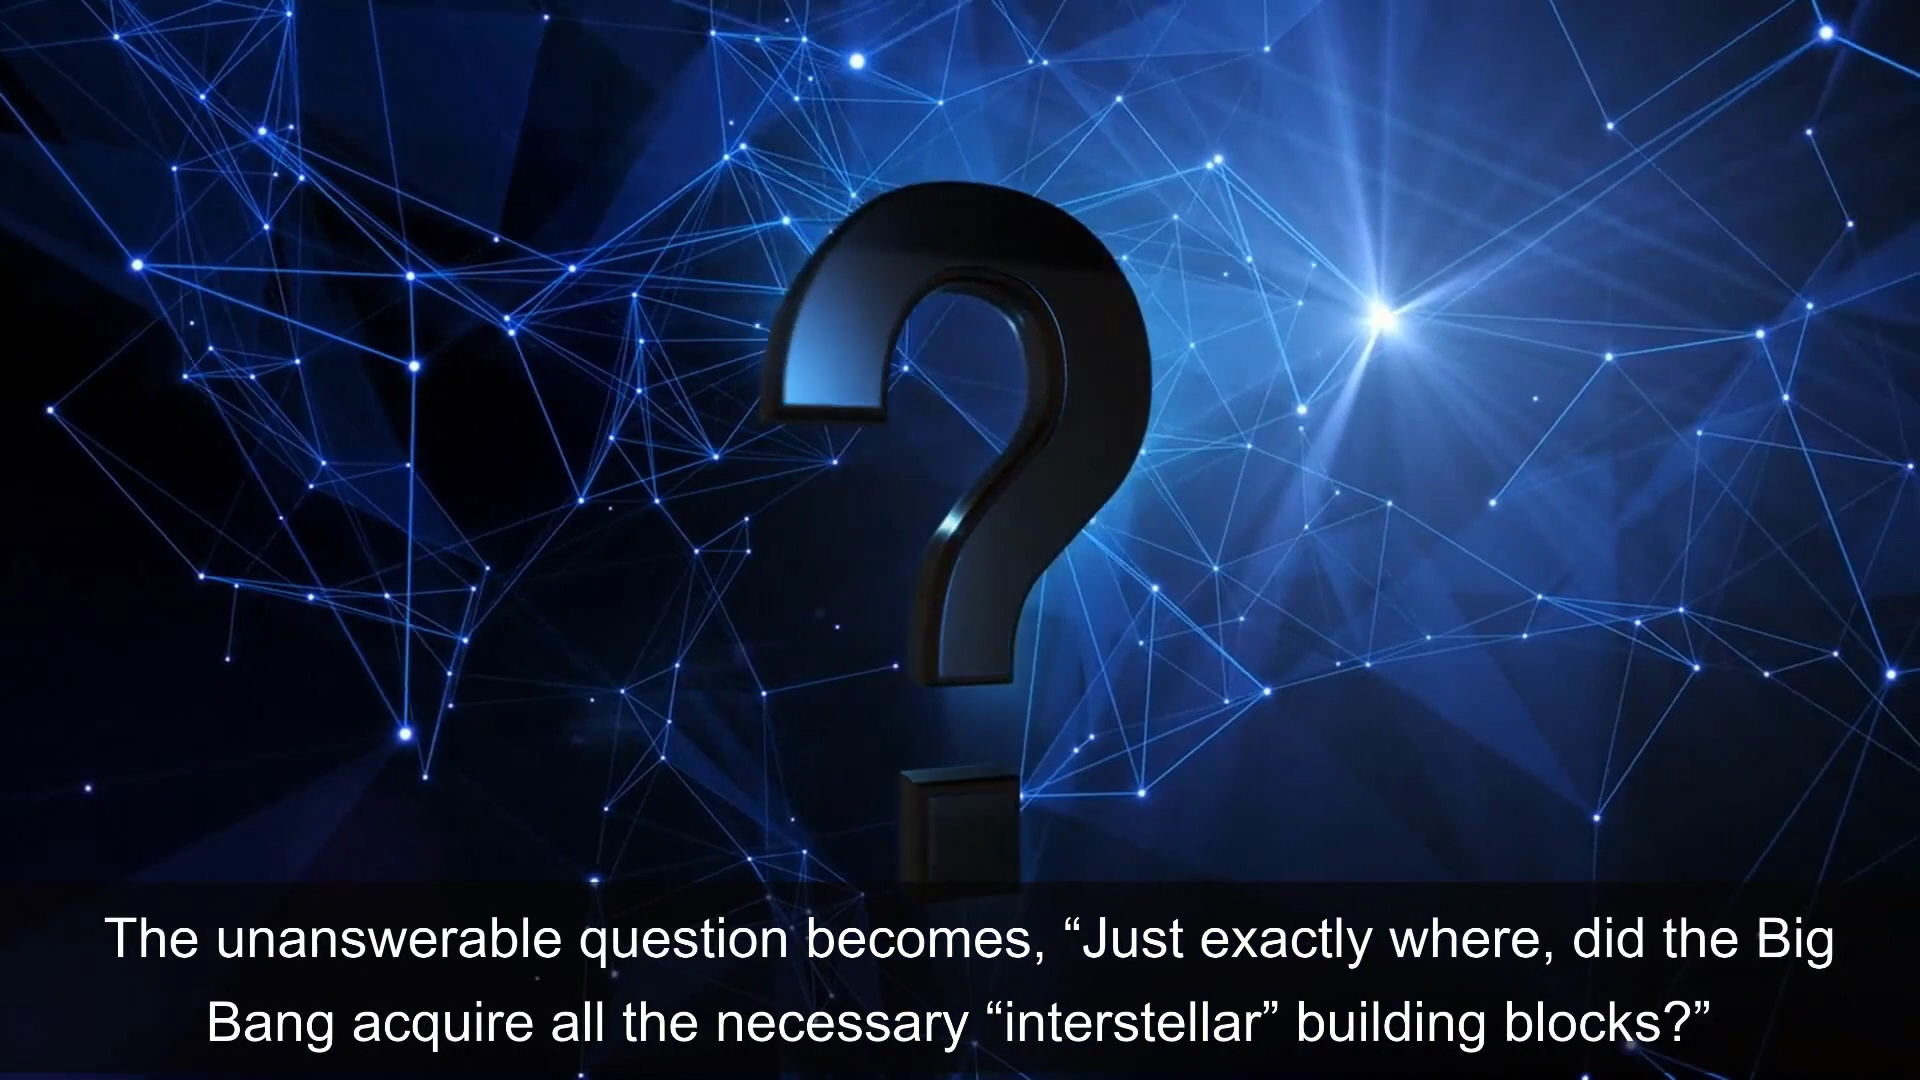 The unanswerable question becomes, “Just exactly where, did the Big
Bang acquire all the necessary “interstellar” building blocks?”